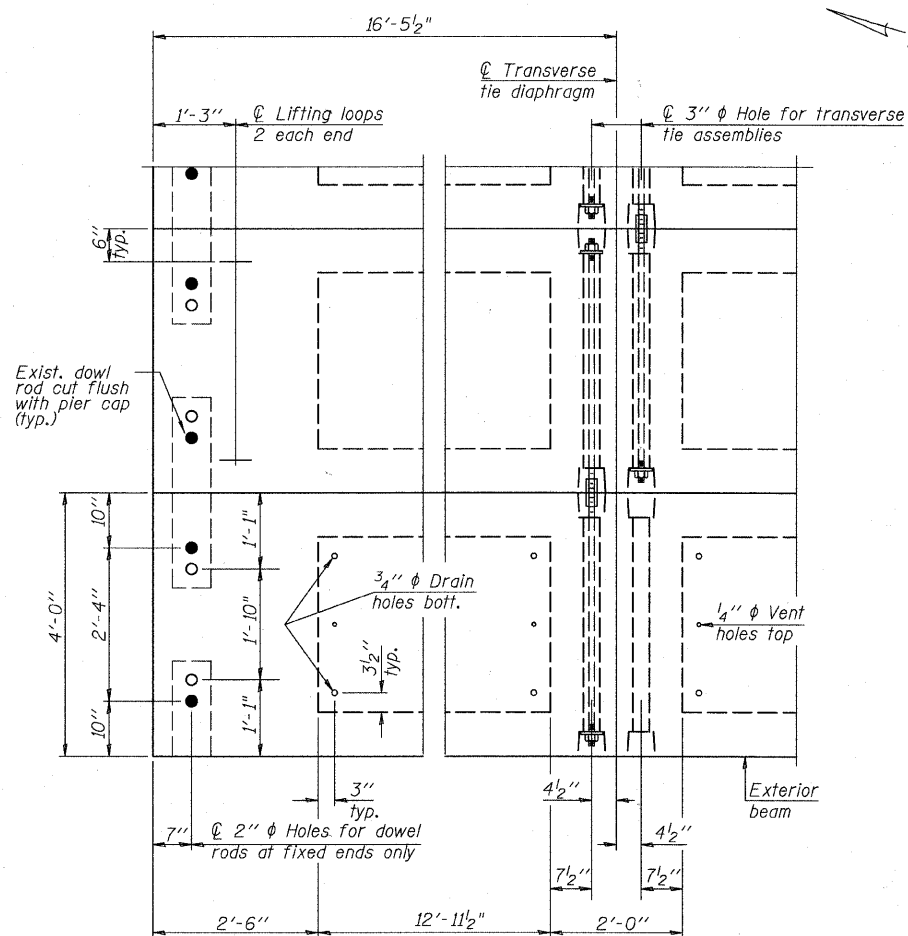 16'-5½"
℄ Transverse
tie diaphragm
1'-3"
℄ Lifting loops
2 each end
℄ 3" ϕ Hole for transverse
tie assemblies
6"
typ.
Exist. dowl
rod cut flush
with pier cap
(typ.)
4'-0"
10"
2'-4"
10"
1'-1"
1'-10"
1'-1"
¾" ϕ Drain
holes bott.
3½"
typ.
¼" ϕ Vent
holes top
3"
typ.
4½"
4½"
Exterior
beam
7"
℄ 2" ϕ Holes for dowel
rods at fixed ends only
7½"
7½"
2'-6"
12'-11½"
2'-0"